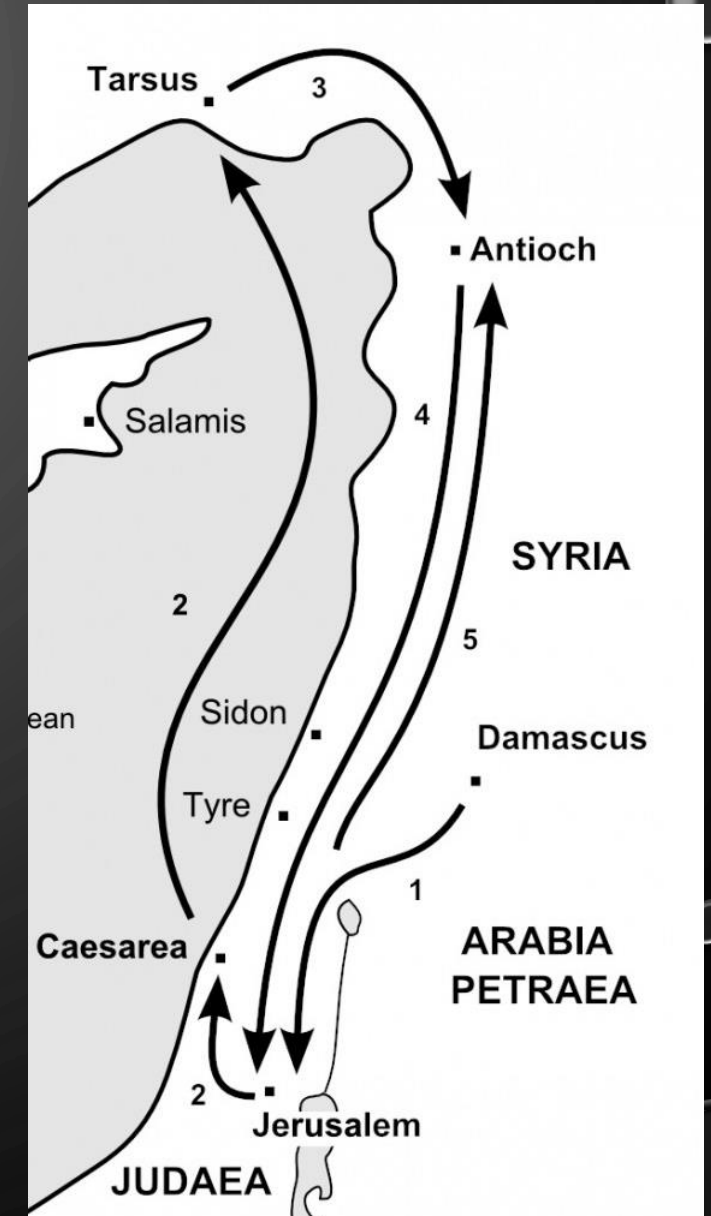 Tarsus
3
Antioch
4
Salamis
SYRIA
2
5
Sidon
ean
Damascus
Tyre
1
ARABIA
PETRAEA
Caesarea
2
Jerusalem
JUDAEA